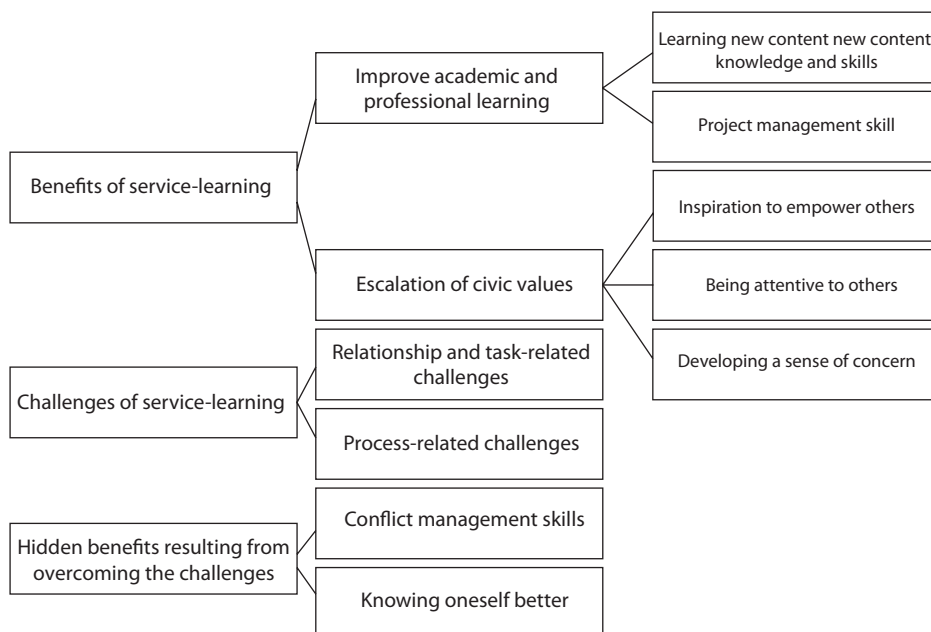 Benefits of service-learning
Improve academic and
professional learning
Learning new content new content
knowledge and skills
Project management skill
Escalation of civic values
Inspiration to empower others
Being attentive to others
Developing a sense of concern
Challenges of service-learning
Relationship and task-related
challenges
Process-related challenges
Hidden benefits resulting from
overcoming the challenges
Conflict management skills
Knowing oneself better